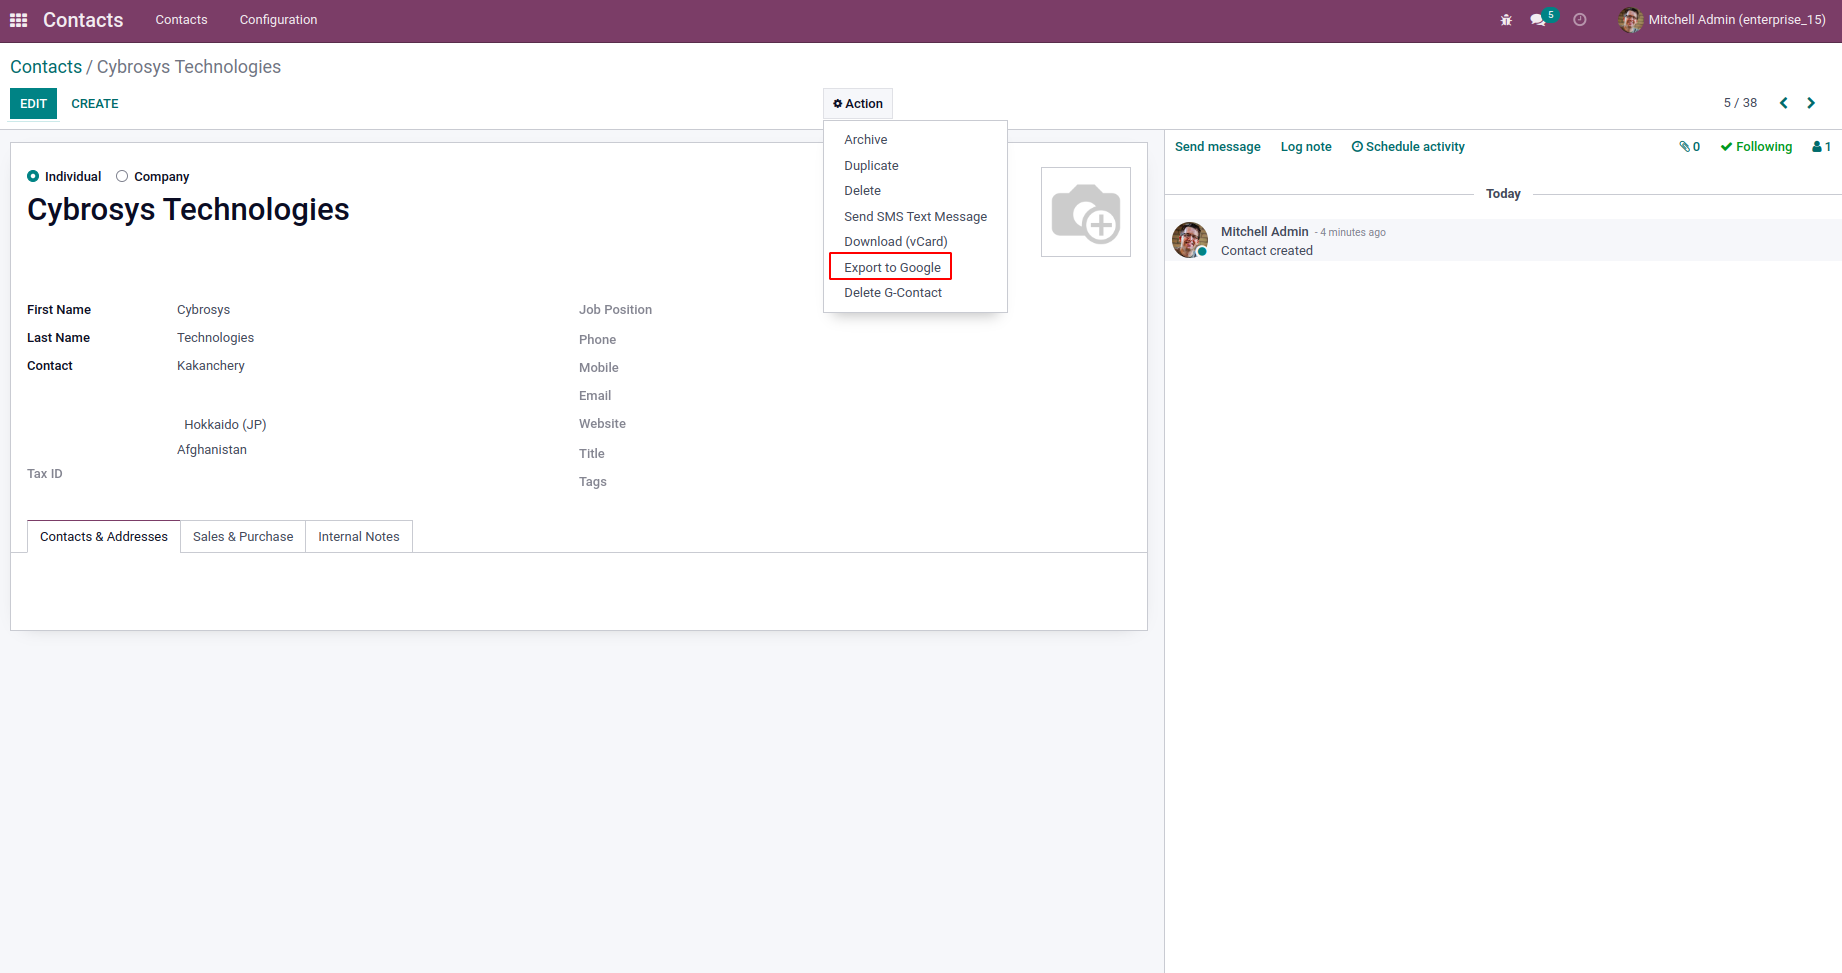 Contacts Contacts Configuration 5 Mitchell Admin (enterprise_15)
Contacts / Cybrosys Technologies
EDIT CREATE Action 5 / 38
Archive
Duplicate
Delete
Send SMS Text Message
Download (vCard)
Export to Google
Delete G-Contact
Individual Company
Cybrosys Technologies
First Name Cybrosys
Last Name Technologies
Contact Kakanchery
Hokkaido (JP)
Afghanistan
Tax ID
Job Position
Phone
Mobile
Email
Website
Title
Tags
Contacts & Addresses Sales & Purchase Internal Notes
Send message Log note Schedule activity 0 Following 1
Today
Mitchell Admin - 4 minutes ago
Contact created